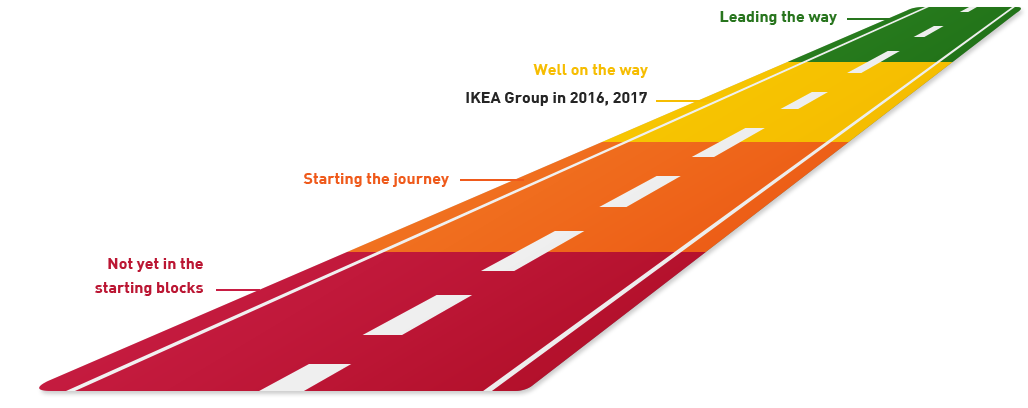 Leading the way
Well on the way
IKEA Group in 2016, 2017
Starting the journey
Not yet in the
starting blocks